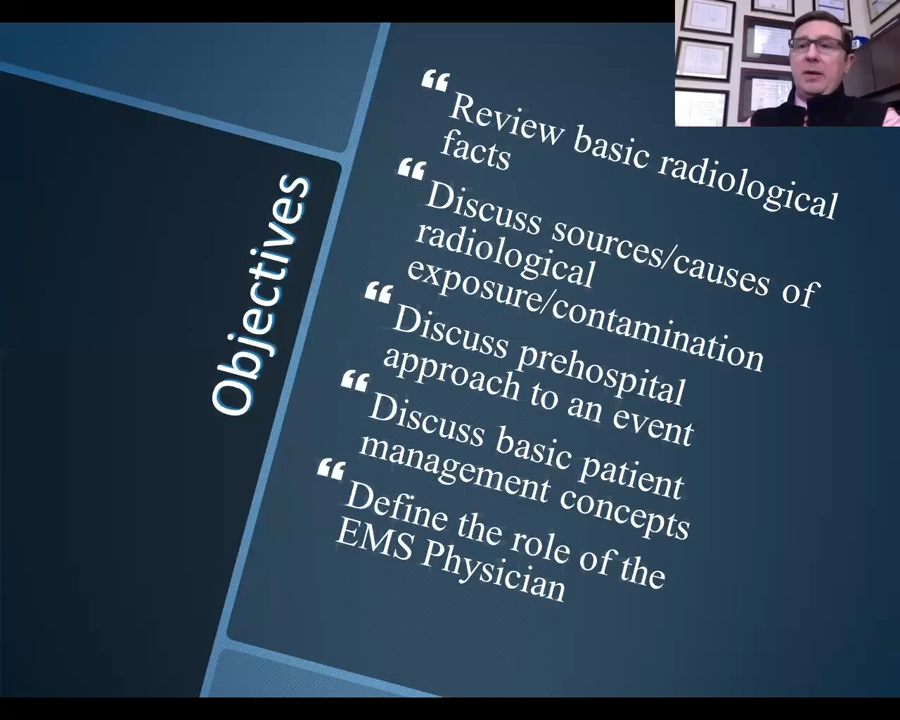 Objectives
“ Review basic radiological
facts
“ Discuss sources/causes of
radiological
exposure/contamination
“ Discuss prehospital
approach to an event
“ Discuss basic patient
management concepts
“ Define the role of the
EMS Physician